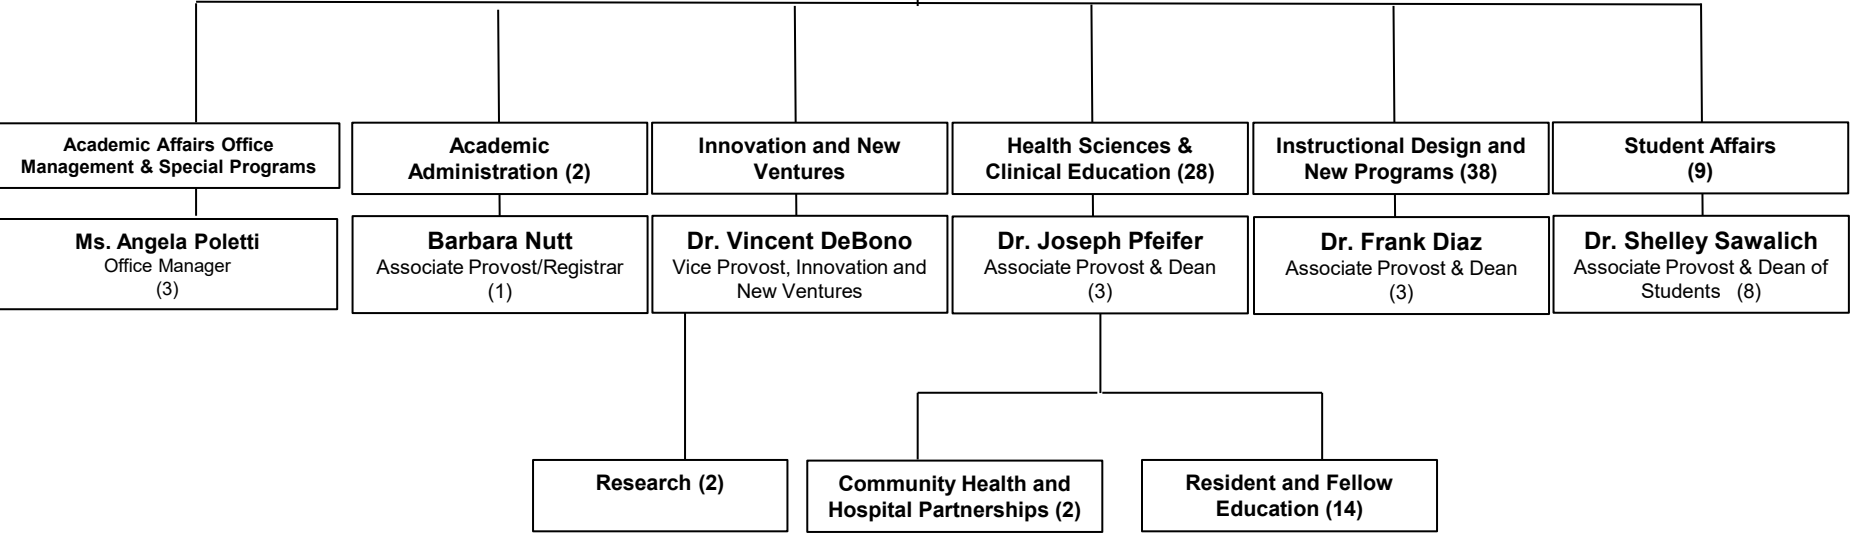 Academic Affairs Office
Management & Special Programs
Academic
Administration (2)
Innovation and New
Ventures
Health Sciences &
Clinical Education (28)
Instructional Design and
New Programs (38)
Student Affairs
(9)
Ms. Angela Poletti
Office Manager
(3)
Barbara Nutt
Associate Provost/Registrar
(1)
Dr. Vincent DeBono
Vice Provost, Innovation and
New Ventures
Dr. Joseph Pfeifer
Associate Provost & Dean
(3)
Dr. Frank Diaz
Associate Provost & Dean
(3)
Dr. Shelley Sawalich
Associate Provost & Dean of
Students (8)
Research (2)
Community Health and
Hospital Partnerships (2)
Resident and Fellow
Education (14)